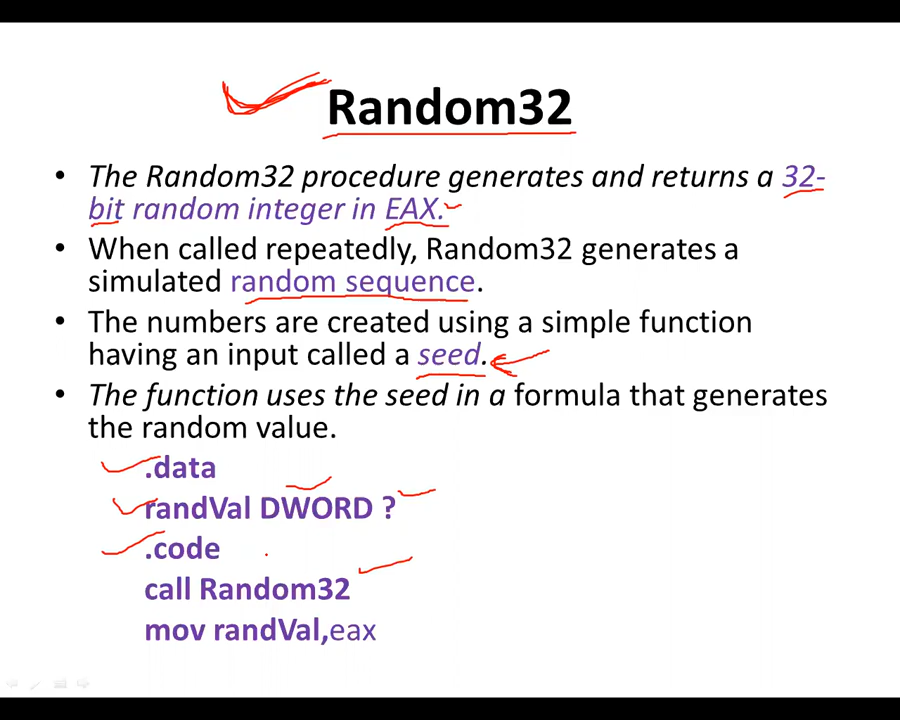 Random32
• The Random32 procedure generates and returns a 32-
bit random integer in EAX.
• When called repeatedly, Random32 generates a
simulated random sequence.
• The numbers are created using a simple function
having an input called a seed.
• The function uses the seed in a formula that generates
the random value.
.data
randVal DWORD ?
.code
call Random32
mov randVal,eax